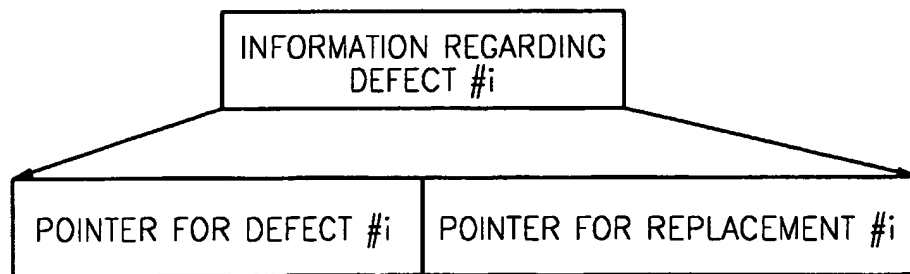 INFORMATION REGARDING
DEFECT #i
POINTER FOR DEFECT #i
POINTER FOR REPLACEMENT #i